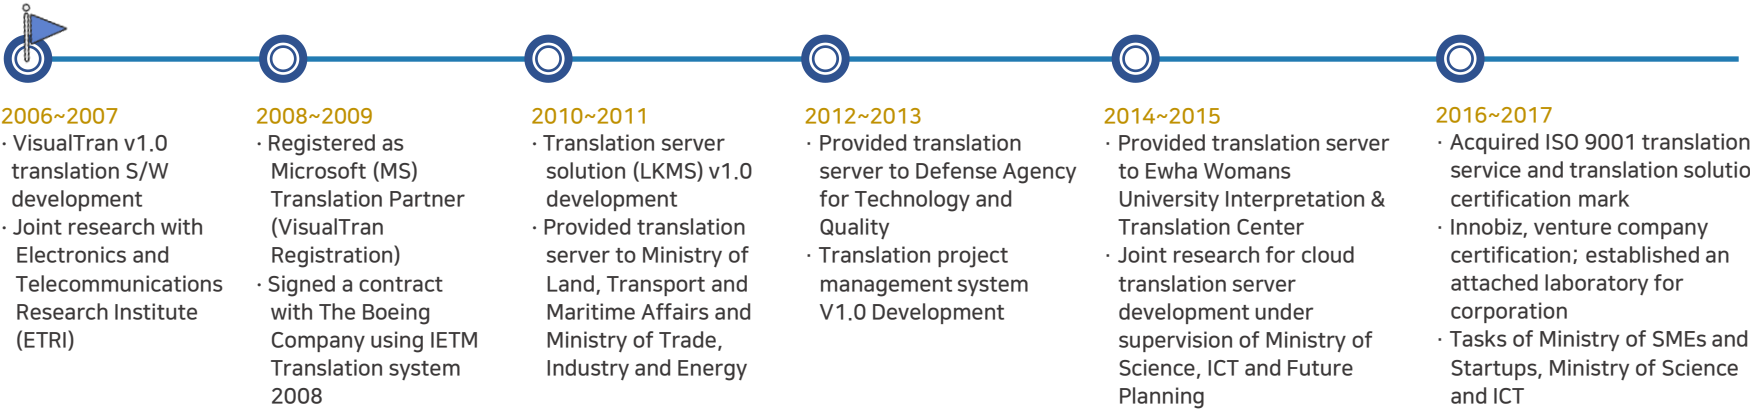 2006~2007
· VisualTran v1.0
translation S/W
development
· Joint research with
Electronics and
Telecommunications
Research Institute
(ETRI)
2008~2009
· Registered as
Microsoft (MS)
Translation Partner
(VisualTran
Registration)
· Signed a contract
with The Boeing
Company using IETM
Translation system
2008
2010~2011
· Translation server
solution (LKMS) v1.0
development
· Provided translation
server to Ministry of
Land, Transport and
Maritime Affairs and
Ministry of Trade,
Industry and Energy
2012~2013
· Provided translation
server to Defense Agency
for Technology and
Quality
· Translation project
management system
V1.0 Development
2014~2015
· Provided translation server
to Ewha Womans
University Interpretation &
Translation Center
· Joint research for cloud
translation server
development under
supervision of Ministry of
Science, ICT and Future
Planning
2016~2017
· Acquired ISO 9001 translation
service and translation solutio
certification mark
· Innobiz, venture company
certification; established an
attached laboratory for
corporation
· Tasks of Ministry of SMEs and
Startups, Ministry of Science
and ICT